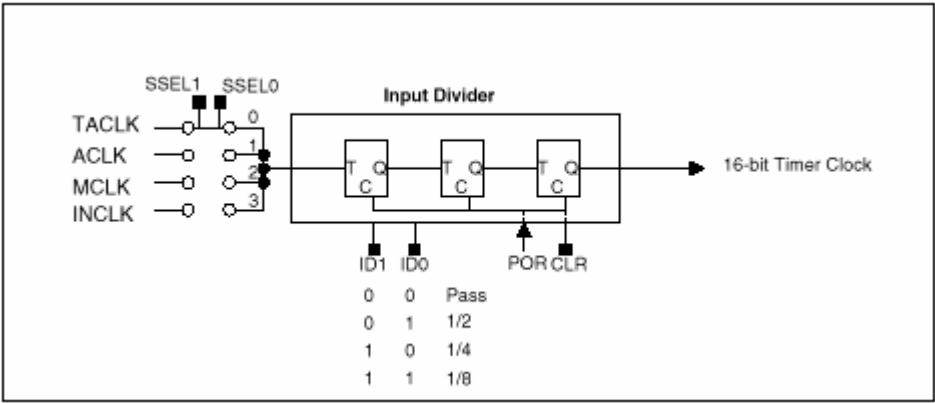 SSEL1 SSEL0
Input Divider
TACLK 0
ACLK 1
MCLK 2
INCLK 3
T Q C T Q C T Q C
16-bit Timer Clock
ID1 ID0 POR CLR
0 0 Pass
0 1 1/2
1 0 1/4
1 1 1/8